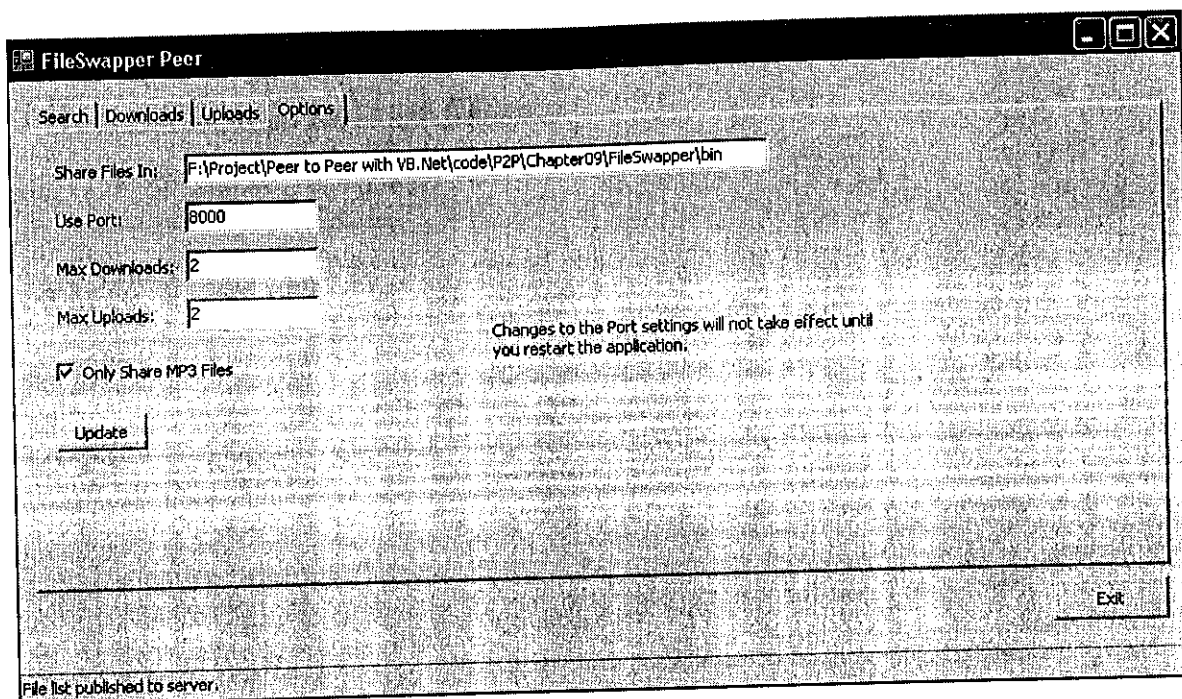 FileSwapper Peer
Search Downloads Uploads Options
Share Files In: F:\Project\Peer to Peer with VB.Net\code\P2P\Chapter09\FileSwapper\bin
Use Port: 8000
Max Downloads: 2
Max Uploads: 2
Changes to the Port settings will not take effect until
you restart the application.
Only Share MP3 Files
Update
Exit
File list published to server.